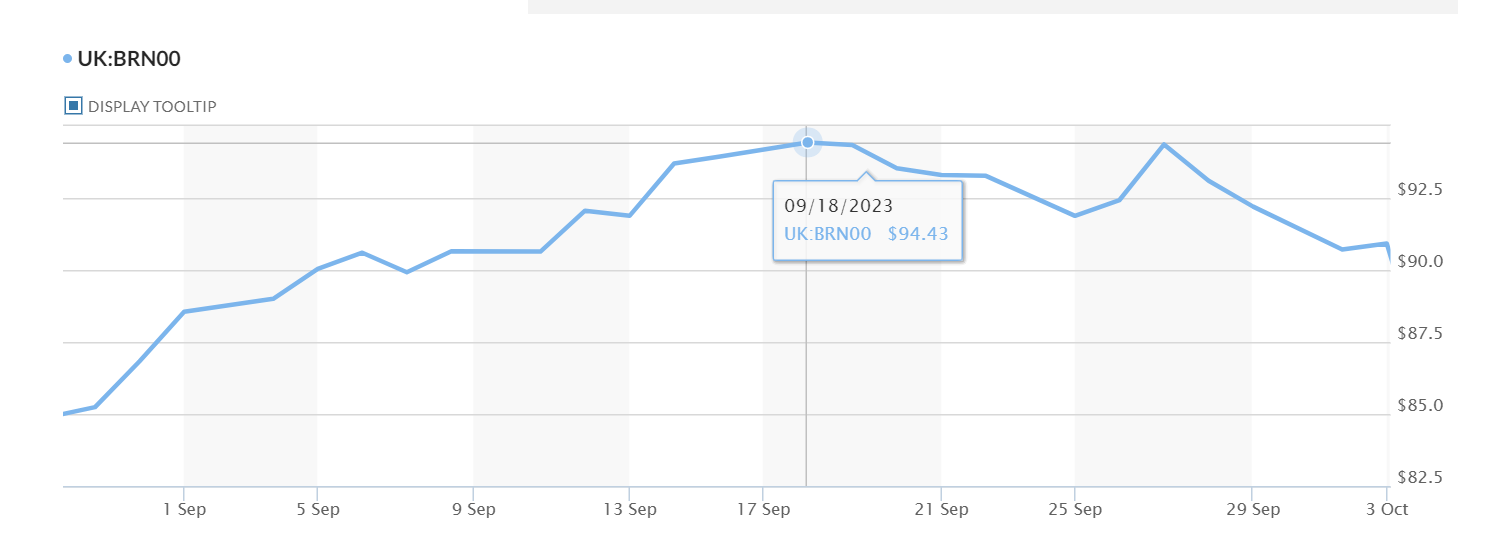 UK:BRN00
DISPLAY TOOLTIP
09/18/2023
UK:BRN00 $94.43
$92.5
$90.0
$87.5
$85.0
$82.5
1 Sep 5 Sep 9 Sep 13 Sep 17 Sep 21 Sep 25 Sep 29 Sep 3 Oct